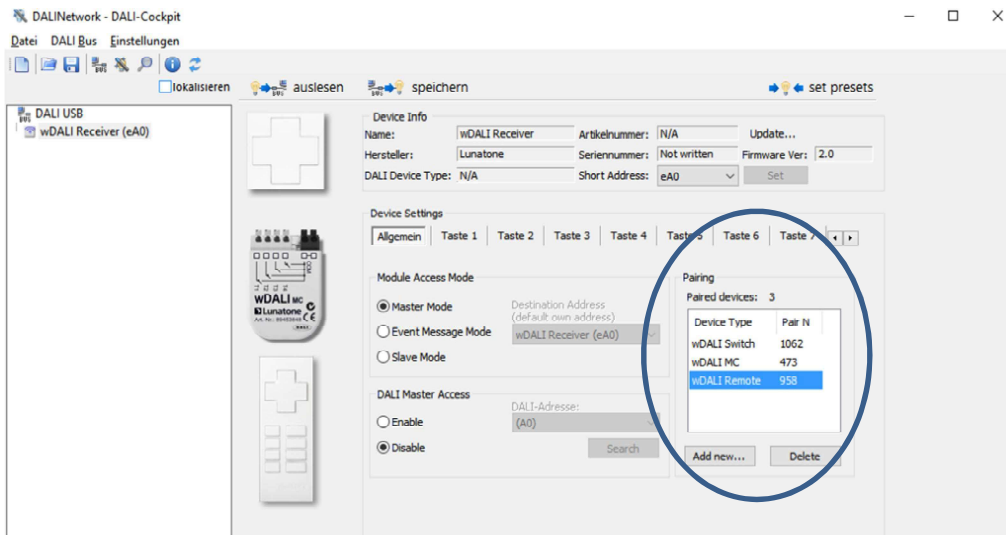 DALINetwork - DALI-Cockpit
Datei DALI Bus Einstellungen
lokalisieren auslesen speichern set presets
DALI USB
wDALI Receiver (eA0)
Device Info
Name: wDALI Receiver Artikelnummer: N/A Update...
Hersteller: Lunatone Seriennummer: Not written Firmware Ver: 2.0
DALI Device Type: N/A Short Address: eA0 Set
Device Settings
Allgemein Taste 1 Taste 2 Taste 3 Taste 4 Taste 5 Taste 6 Taste 7
Module Access Mode
Master Mode
Event Message Mode
Slave Mode
Destination Address
(default own address)
wDALI Receiver (eA0)
DALI Master Access
Enable
Disable
DALI-Adresse:
(A0)
Search
Pairing
Paired devices: 3
Device Type Pair N
wDALI Switch 1062
wDALI MC 473
wDALI Remote 958
Add new... Delete
wDALI MC
Lunatone
CE